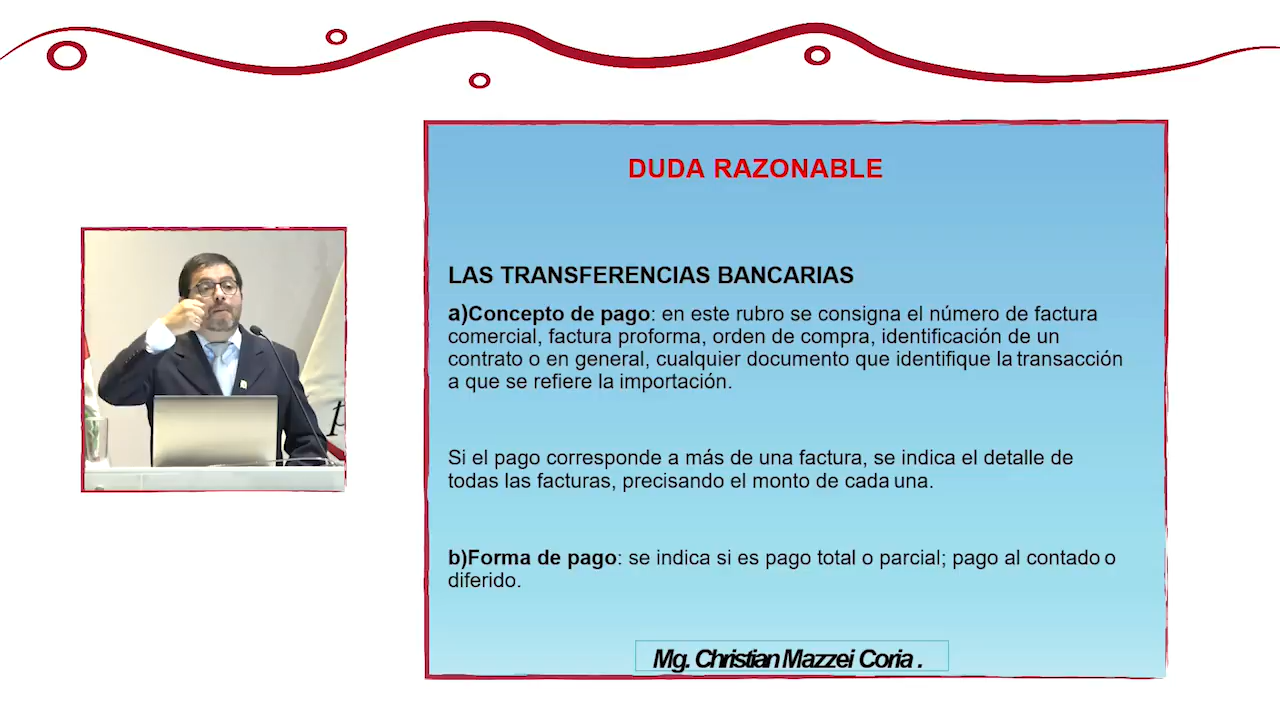 DUDA RAZONABLE
LAS TRANSFERENCIAS BANCARIAS
a)Concepto de pago: en este rubro se consigna el número de factura
comercial, factura proforma, orden de compra, identificación de un
contrato o en general, cualquier documento que identifique la transacción
a que se refiere la importación.
Si el pago corresponde a más de una factura, se indica el detalle de
todas las facturas, precisando el monto de cada una.
b)Forma de pago: se indica si es pago total o parcial; pago al contado o
diferido.
Mg. Christian Mazzei Coria .